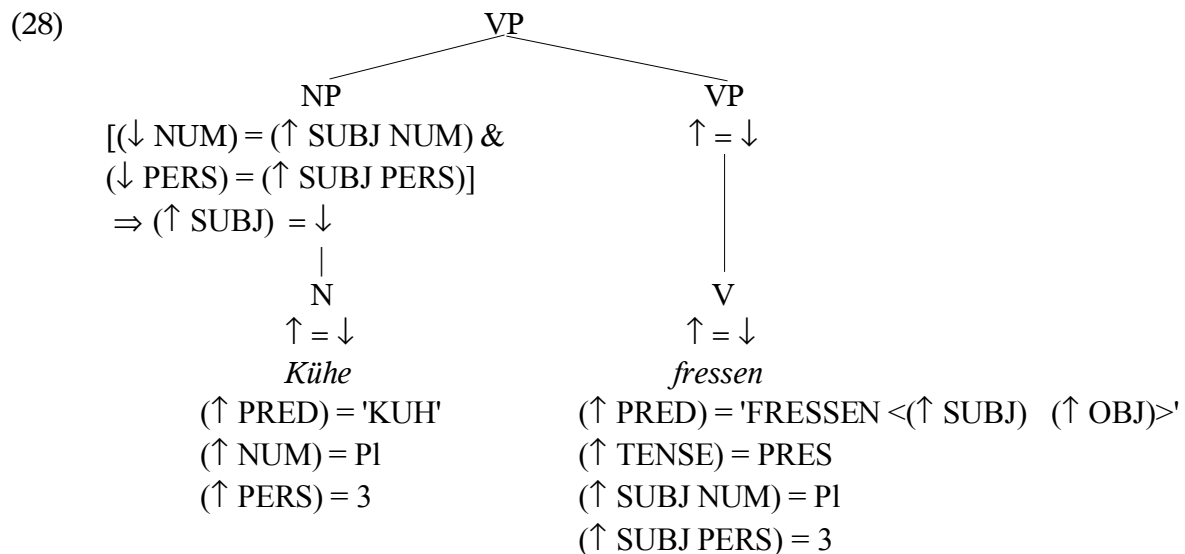 (28) VP
NP VP
[(↓ NUM) = (↑ SUBJ NUM) & ↑ = ↓
(↓ PERS) = (↑ SUBJ PERS)]
⇒ (↑ SUBJ) = ↓
N V
↑ = ↓ ↑ = ↓
Kühe fressen
(↑ PRED) = 'KUH' (↑ PRED) = 'FRESSEN <(↑ SUBJ) (↑ OBJ)>'
(↑ NUM) = Pl (↑ TENSE) = PRES
(↑ PERS) = 3 (↑ SUBJ NUM) = Pl
(↑ SUBJ PERS) = 3